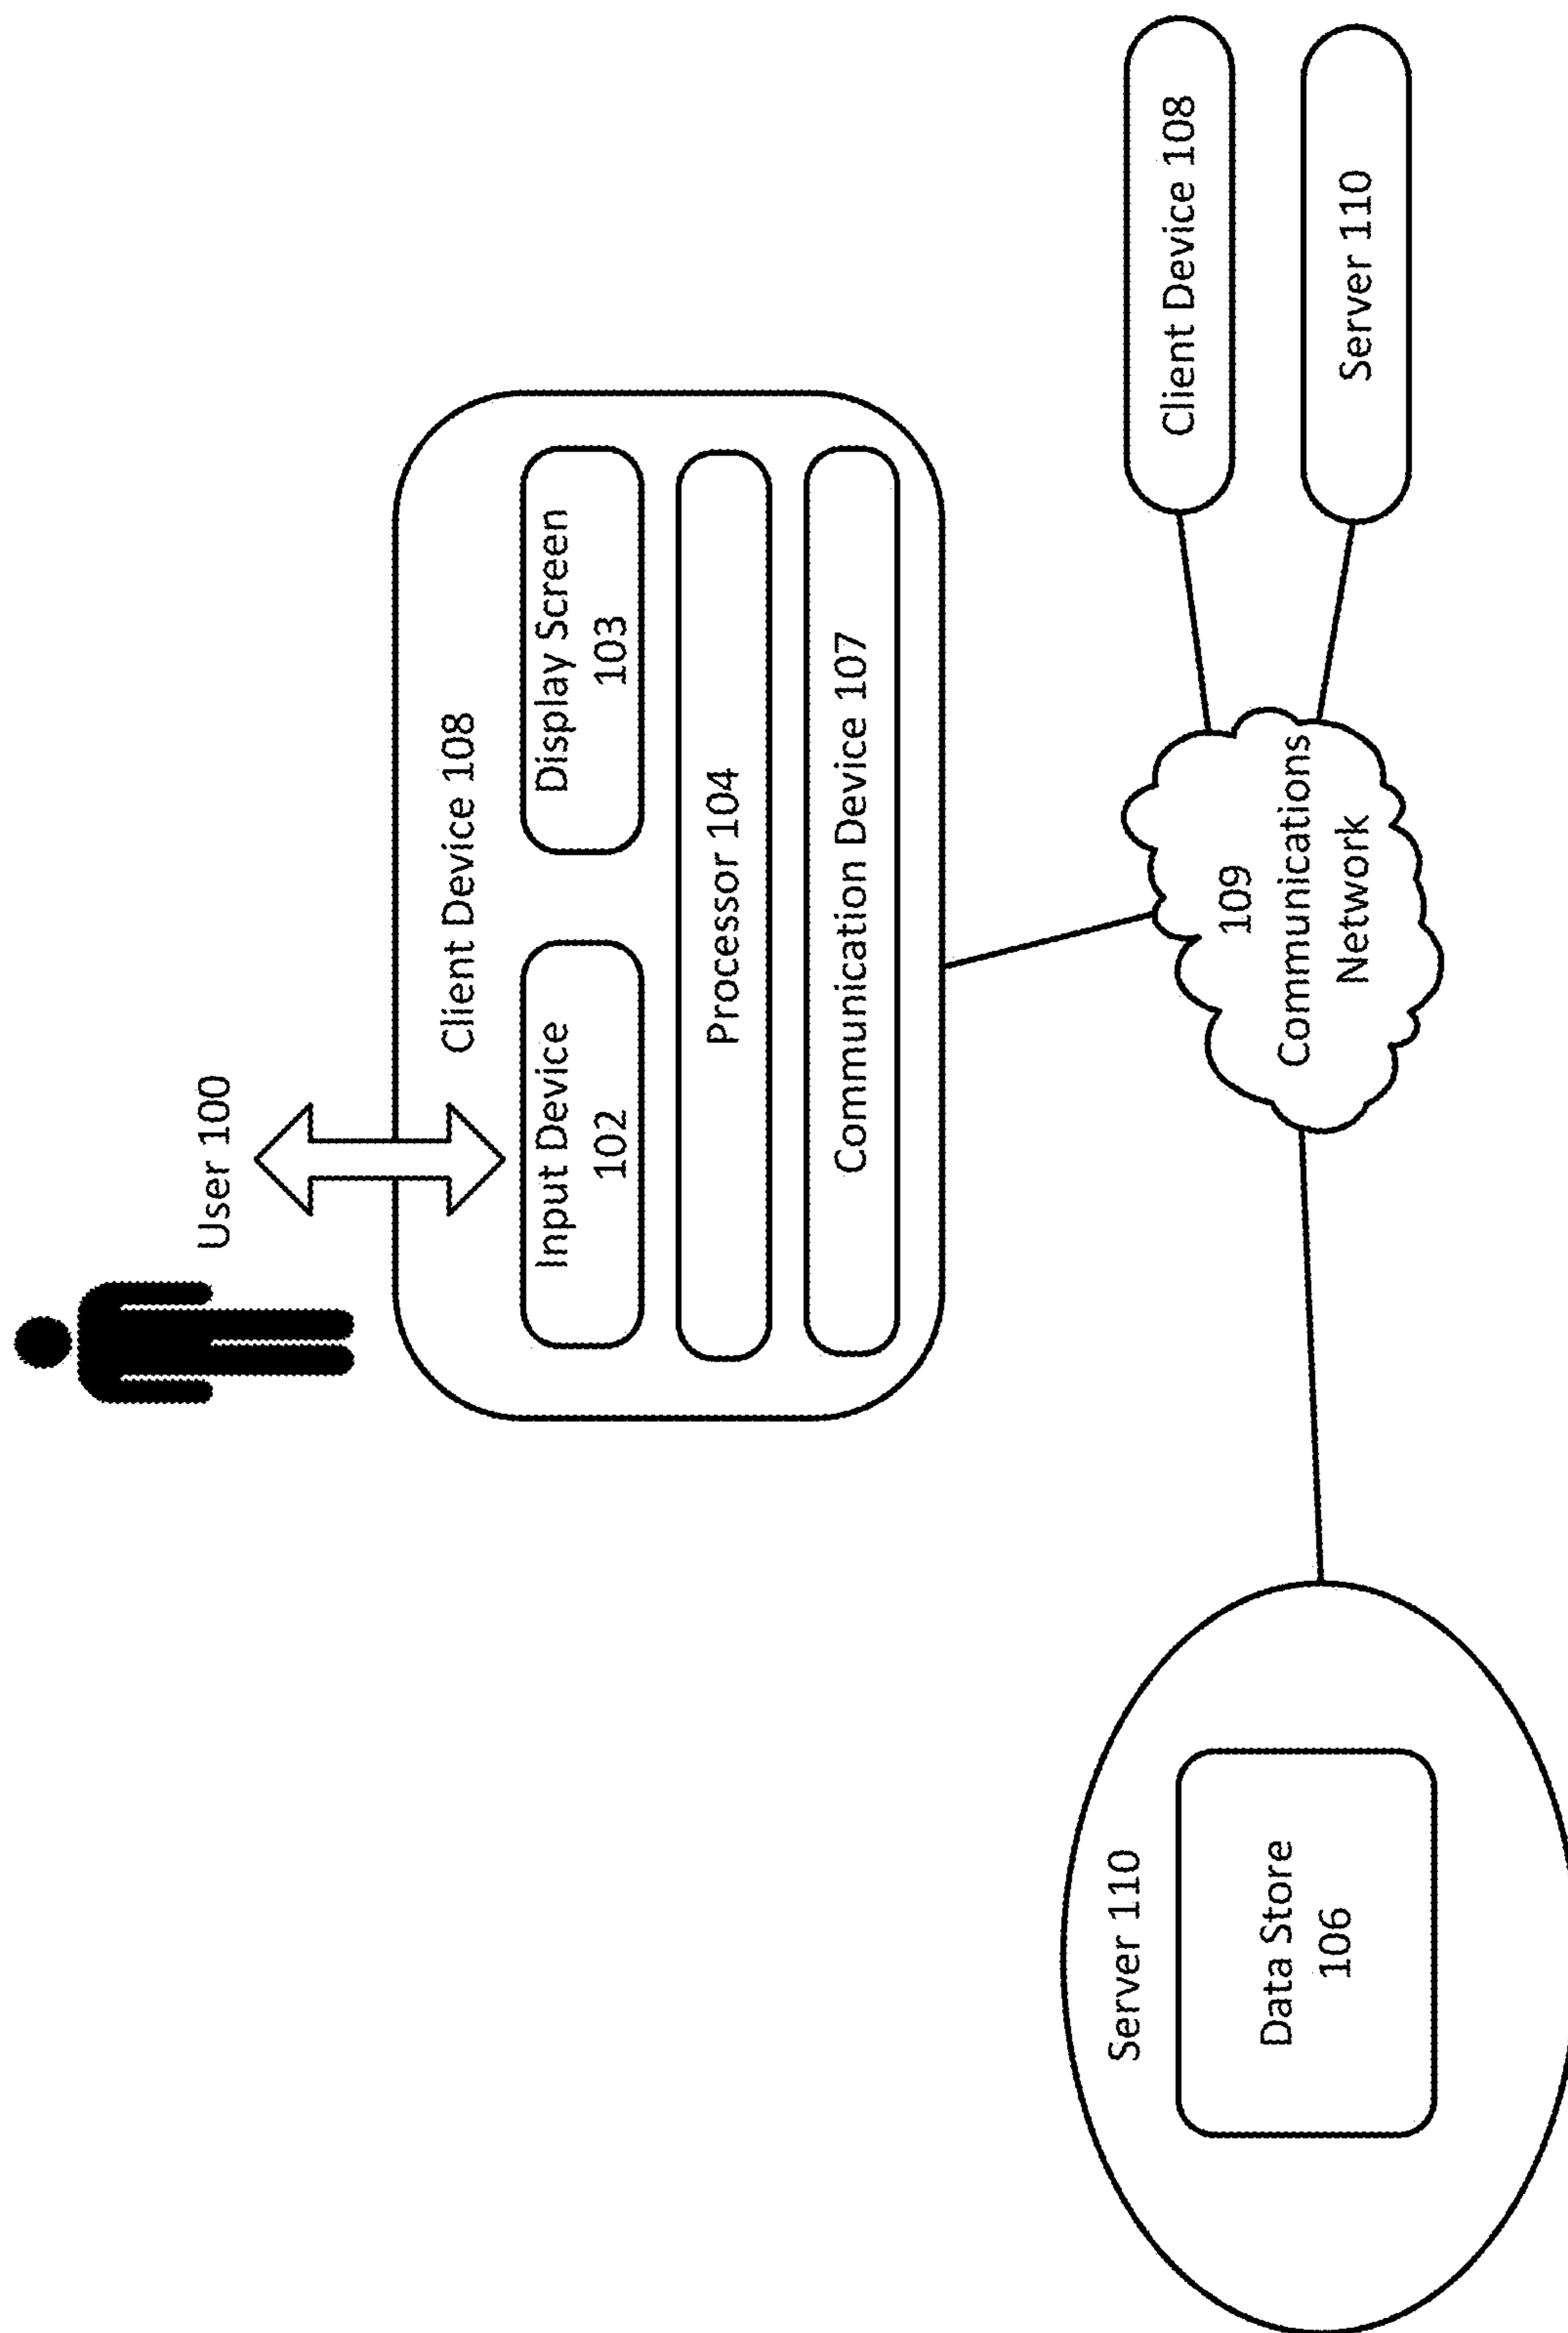 User 100
Client Device 108
Input Device
102
Display Screen
103
Processor 104
Communication Device 107
109
Communications
Network
Client Device 108
Server 110
Server 110
Data Store
106